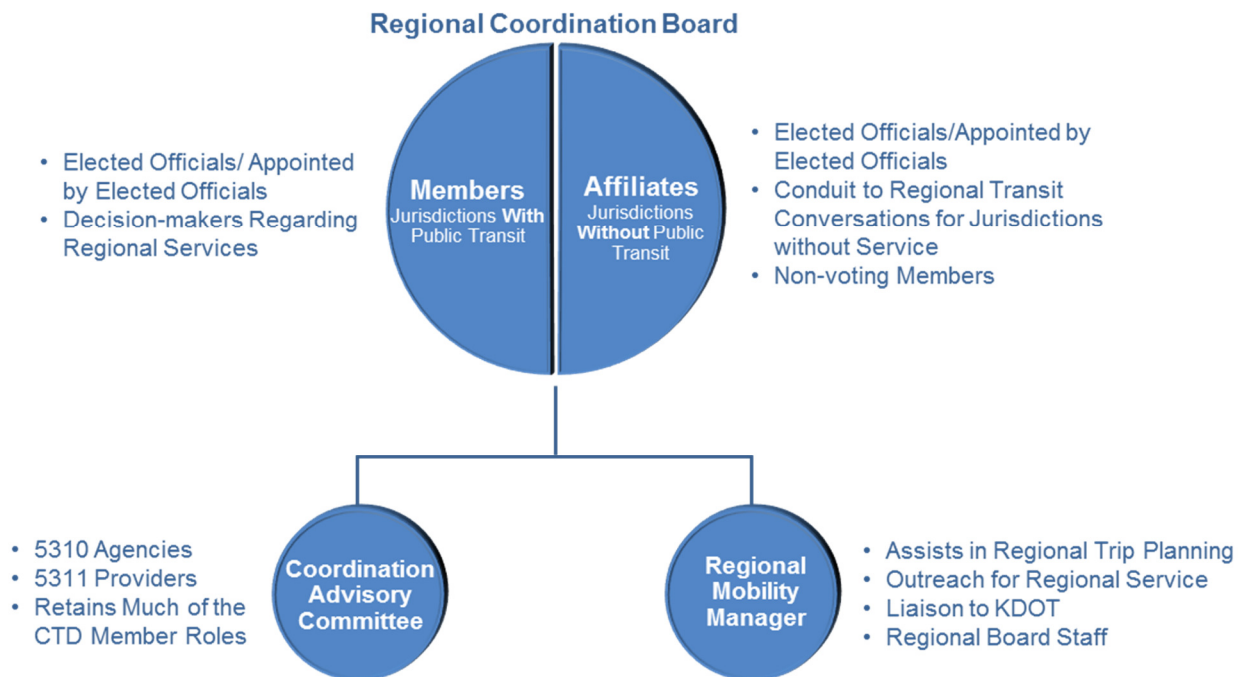 Regional Coordination Board
• Elected Officials/ Appointed
by Elected Officials
• Decision-makers Regarding
Regional Services
Members
Jurisdictions With
Public Transit
Affiliates
Jurisdictions
Without Public
Transit
• Elected Officials/Appointed by
Elected Officials
• Conduit to Regional Transit
Conversations for Jurisdictions
without Service
• Non-voting Members
• 5310 Agencies
• 5311 Providers
• Retains Much of the
CTD Member Roles
Coordination
Advisory
Committee
Regional
Mobility
Manager
• Assists in Regional Trip Planning
• Outreach for Regional Service
• Liaison to KDOT
• Regional Board Staff